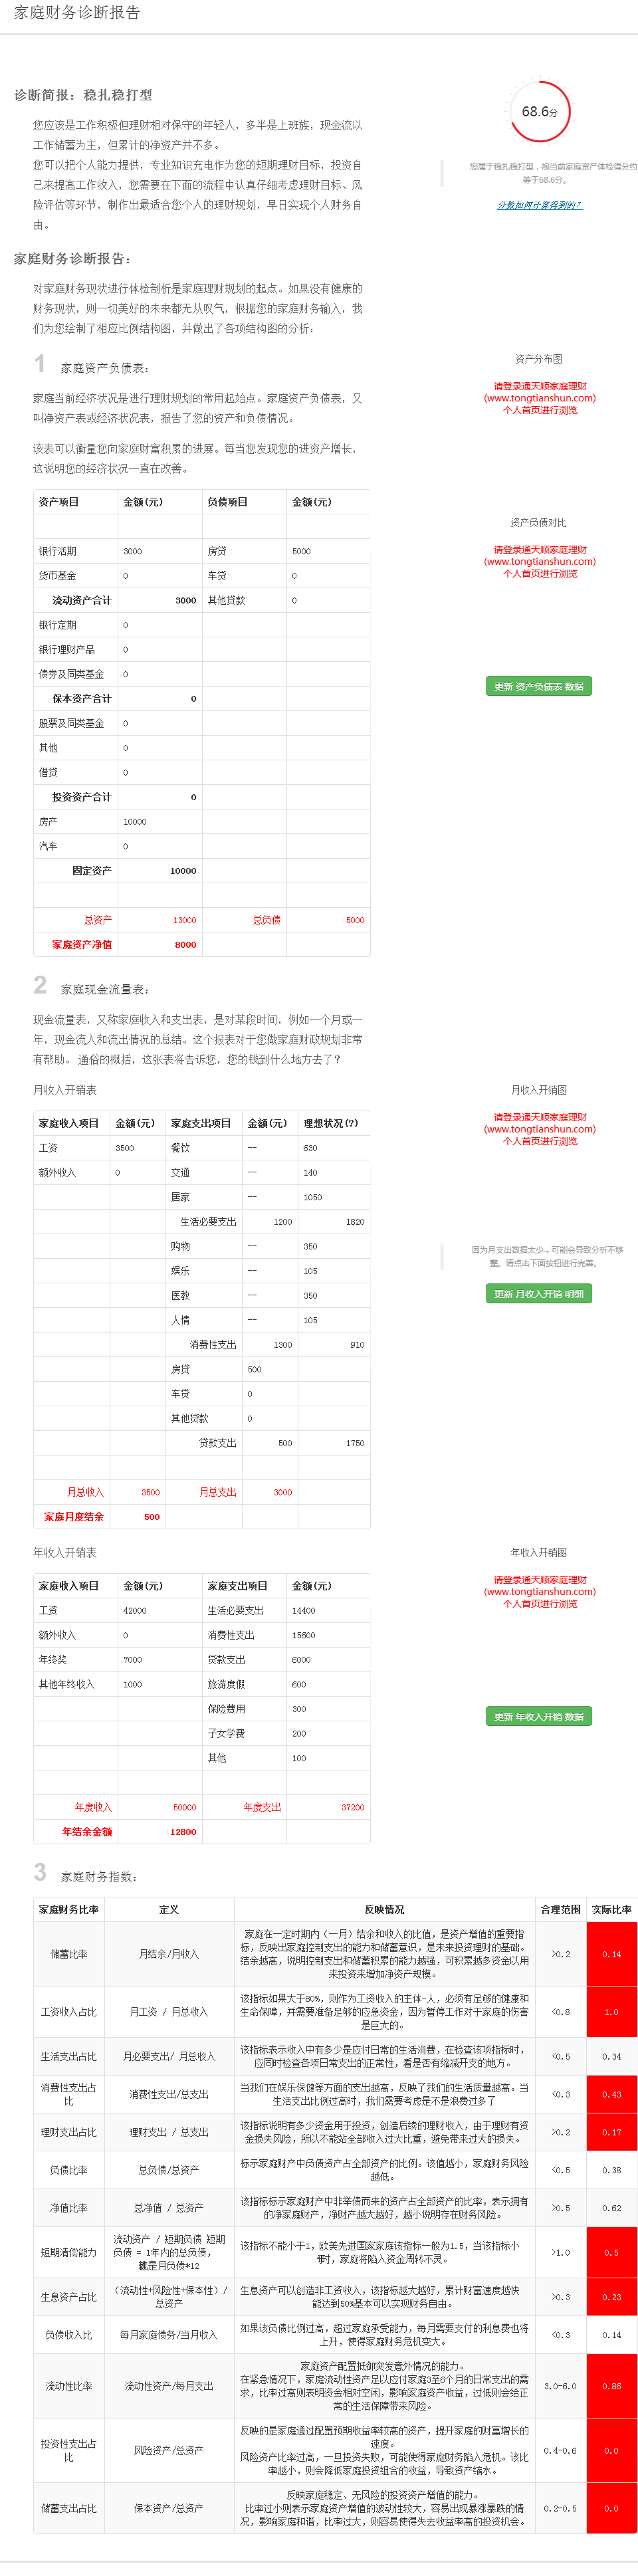 家庭财务诊断报告
诊断简报：稳扎稳打型
您应该是工作积极但理财相对保守的年轻人，多半是上班族，现金流以
工作储蓄为主，但累计的净资产并不多。
您可以把个人能力提供，专业知识充电作为您的短期理财目标，投资自
己来提高工作收入，您需要在下面的流程中认真仔细考虑理财目标、风
险评估等环节，制作出最适合您个人的理财规划，早日实现个人财务自
由。
68.6分
您属于稳扎稳打型，您当前家庭资产体检得分约
等于68.6分。
分数如何计算得到的？
家庭财务诊断报告：
对家庭财务现状进行体检剖析是家庭理财规划的起点。如果没有健康的
财务现状，则一切美好的未来都无从叹气，根据您的家庭财务输入，我
们为您绘制了相应比例结构图，并做出了各项结构图的分析：
1 家庭资产负债表：
家庭当前经济状况是进行理财规划的常用起始点。家庭资产负债表，又
叫净资产表或经济状况表，报告了您的资产和负债情况。
该表可以衡量您向家庭财富积累的进展。每当您发现您的进资产增长，
这说明您的经济状况一直在改善。
资产分布图
请登录通天顺家庭理财
(www.tongtianshun.com)
个人首页进行浏览
资产负债对比
请登录通天顺家庭理财
(www.tongtianshun.com)
个人首页进行浏览
更新 资产负债表 数据
资产项目 金额(元) 负债项目 金额(元)
银行活期 3000 房贷 5000
货币基金 0 车贷 0
流动资产合计 3000 其他贷款 0
银行定期 0
银行理财产品 0
债券及同类基金 0
保本资产合计 0
股票及同类基金 0
其他 0
借贷 0
投资资产合计 0
房产 10000
汽车 0
固定资产 10000
总资产 13000 总负债 5000
家庭资产净值 8000
2 家庭现金流量表：
现金流量表，又称家庭收入和支出表，是对某段时间，例如一个月或一
年，现金流入和流出情况的总结。这个报表对于您做家庭财政规划非常
有帮助。 通俗的概括，这张表将告诉您，您的钱到什么地方去了？
月收入开销表
家庭收入项目 金额(元) 家庭支出项目 金额(元) 理想状况(?)
工资 3500 餐饮 -- 630
额外收入 0 交通 -- 140
居家 -- 1050
生活必要支出 1200 1820
购物 -- 350
娱乐 -- 105
医教 -- 350
人情 -- 105
消费性支出 1300 910
房贷 500
车贷 0
其他贷款 0
贷款支出 500 1750
月总收入 3500 月总支出 3000
家庭月度结余 500
月收入开销图
请登录通天顺家庭理财
(www.tongtianshun.com)
个人首页进行浏览
因为月支出数据太少，可能会导致分析不够
整。请点击下面按钮进行完善。
更新 月收入开销 明细
年收入开销表
家庭收入项目 金额(元) 家庭支出项目 金额(元)
工资 42000 生活必要支出 14400
额外收入 0 消费性支出 15600
年终奖 7000 贷款支出 6000
其他年终收入 1000 旅游度假 600
保险费用 300
子女学费 200
其他 100
年度收入 50000 年度支出 37200
年结余金额 12800
年收入开销图
请登录通天顺家庭理财
(www.tongtianshun.com)
个人首页进行浏览
更新 年收入开销 数据
3 家庭财务指数：
家庭财务比率 定义 反映情况 合理范围 实际比率
家庭在一定时期内（一月）结余和收入的比值，是资产增值的重要指
标，反映出家庭控制支出的能力和储蓄意识，是未来投资理财的基础。
储蓄比率 月结余/月收入 >0.2 0.14
结余越高，说明控制支出和储蓄积累的能力越强，可积累越多资金以用
来投资来增加净资产规模。
该指标如果大于80%，则作为工资收入的主体-人，必须有足够的健康和
工资收入占比 月工资 / 月总收入 生命保障，并需要准备足够的应急资金，因为暂停工作对于家庭的伤害 <0.8 1.0
是巨大的。
生活支出占比 月必要支出/ 月总收入 该指标表示收入中有多少是应付日常的生活消费，在检查该项指标时， <0.5 0.34
应同时检查各项日常支出的正常性，看是否有缩减开支的地方。
消费性支出占
比 消费性支出/总支出 当我们在娱乐保健等方面的支出越高，反映了我们的生活质量越高。当 <0.3 0.43
生活支出比例过高时，我们需要考虑是不是浪费过多了
理财支出占比 理财支出 / 总支出 该指标说明有多少资金用于投资，创造后续的理财收入，由于理财有资 >0.2 0.17
金损失风险，所以不能站全部收入过大比重，避免带来过大的损失。
负债比率 总负债/总资产 标示家庭财产中负债资产占全部资产的比例。该值越小，家庭财务风险 <0.5 0.38
越低。
净值比率 总净值 / 总资产 该指标标示家庭财产中非举债而来的资产占全部资产的比率，表示拥有 >0.5 0.62
的净家庭财产，净财产越大越好，越小说明存在财务风险。
短期清偿能力 流动资产 / 短期负债 短期
负债 = 1年内的总负债，
是月负债*12
该指标不能小于1，欧美先进国家家庭该指标一般为1.5，当该指标小
时，家庭将陷入资金周转不灵。 >1.0 0.5
生息资产占比 （流动性+风险性+保本性）/
总资产
生息资产可以创造非工资收入，该指标越大越好，累计财富速度越快
能达到50%基本可以实现财务自由。 >0.3 0.23
负债收入比 每月家庭债务/当月收入 如果该负债比例过高，超过家庭承受能力，每月需要支付的利息费也将 <0.3 0.14
上升，使得家庭财务危机变大。
家庭资产配置抵御突发意外情况的能力。
流动性比率 流动性资产/每月支出 在紧急情况下，家庭流动性资产足以应付家庭3至6个月的日常支出的需 3.0-6.0 0.86
求，比率过高则表明资金相对空闲，影响家庭资产收益，过低则会给正
常的生活保障带来风险。
投资性支出占
比 风险资产/总资产 反映的是家庭通过配置预期收益率较高的资产，提升家庭的财富增长的 0.4-0.6 0.0
速度。
风险资产比率过高，一旦投资失败，可能使得家庭财务陷入危机。该比
率越小，则会降低家庭投资组合的收益，导致资产缩水。
反映家庭稳定、无风险的投资资产增值的能力。
储蓄支出占比 保本资产/总资产 比率过小则表示家庭资产增值的波动性较大，容易出现暴涨暴跌的情 0.2-0.5 0.0
况，影响家庭和谐，比率过大，则容易使得失去收益率高的投资机会。